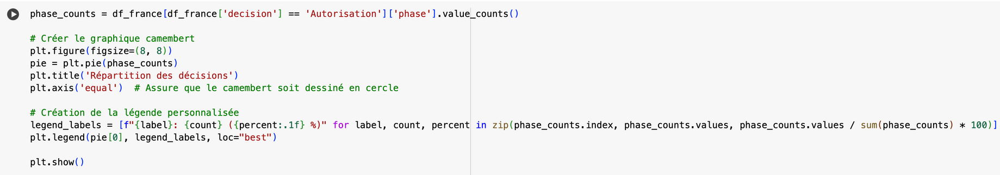 phase_counts = df_france[df_france['decision'] == 'Autorisation']['phase'].value_counts()
# Créer le graphique camembert
plt.figure(figsize=(8, 8))
pie = plt.pie(phase_counts)
plt.title('Répartition des décisions')
plt.axis('equal')  # Assure que le camembert soit dessiné en cercle
# Création de la légende personnalisée
legend_labels = [f"{label}: {count} ({percent:.1f} %)" for label, count, percent in zip(phase_counts.index, phase_counts.values, phase_counts.values / sum(phase_counts) * 100)]
plt.legend(pie[0], legend_labels, loc="best")
plt.show()